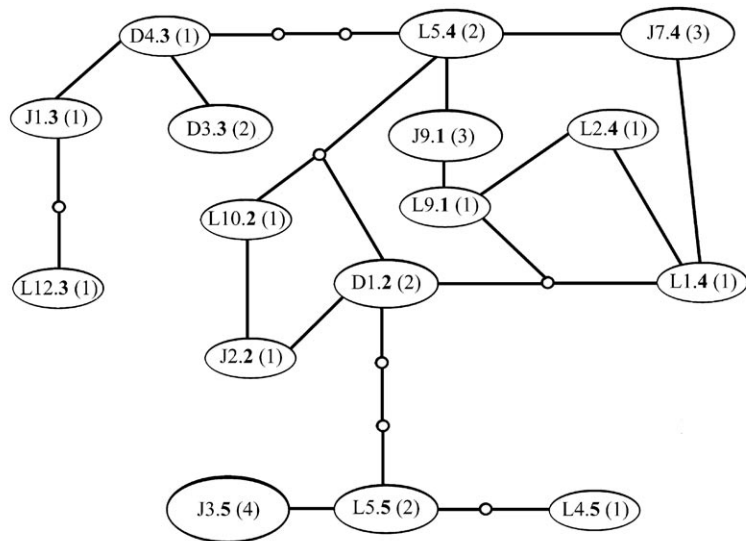 D4.3 (1)
L5.4 (2)
J7.4 (3)
J1.3 (1)
D3.3 (2)
J9.1 (3)
L2.4 (1)
L10.2 (1)
L9.1 (1)
L12.3 (1)
D1.2 (2)
L1.4 (1)
J2.2 (1)
J3.5 (4)
L5.5 (2)
L4.5 (1)